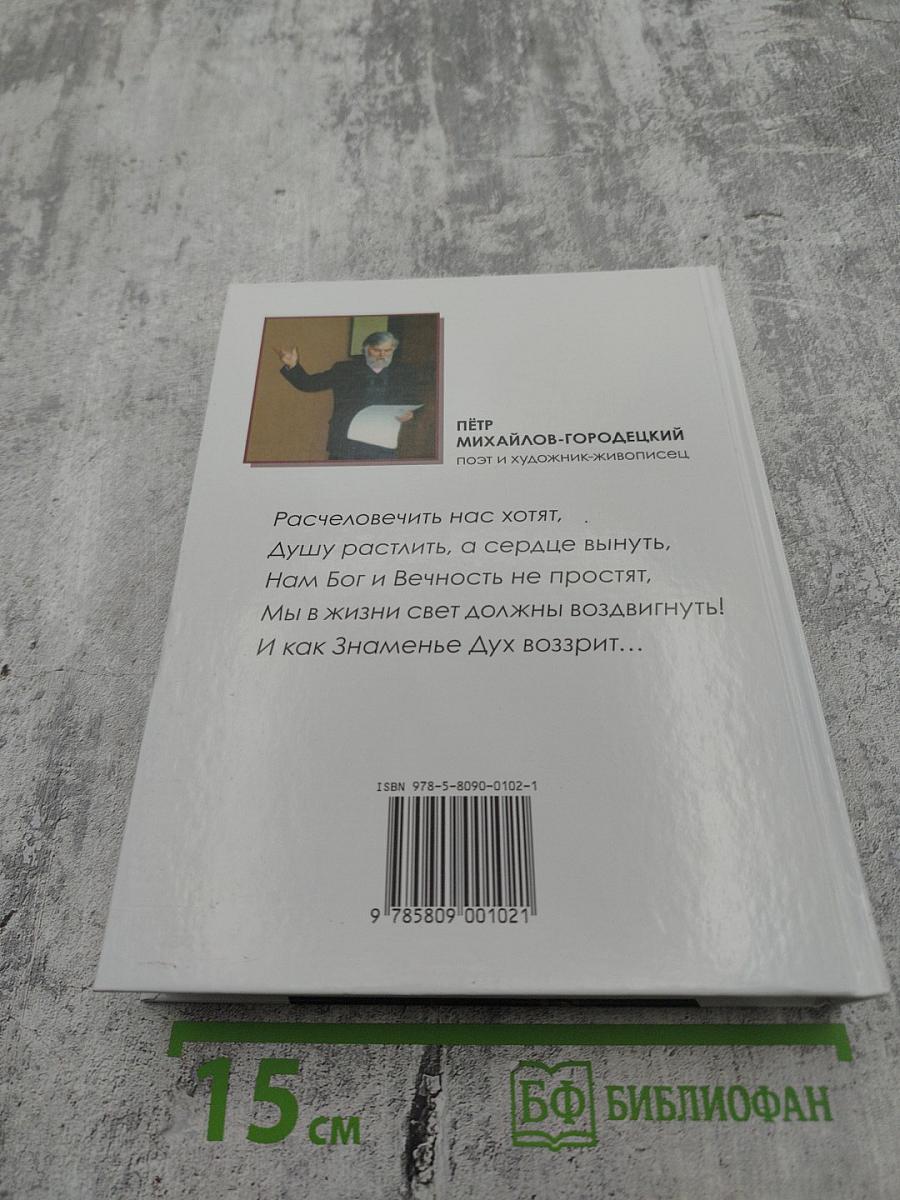 ПЁТР
МИХАЙЛОВ-ГОРОДЕЦКИЙ
ПОЭТ И ХУДОЖНИК-ЖИВОПИСЕЦ
Расчеловечить нас хотят,
Душу растлить, а сердце вынуть,
Нам Бог и Вечность не простят,
Мы в жизни свет должны воздвигнуть!
И как Знаменье Дух воззрит...
ISBN 978-5-8090-0102-1
9 785809 001021
15 см
БФ БИБЛИОФАН